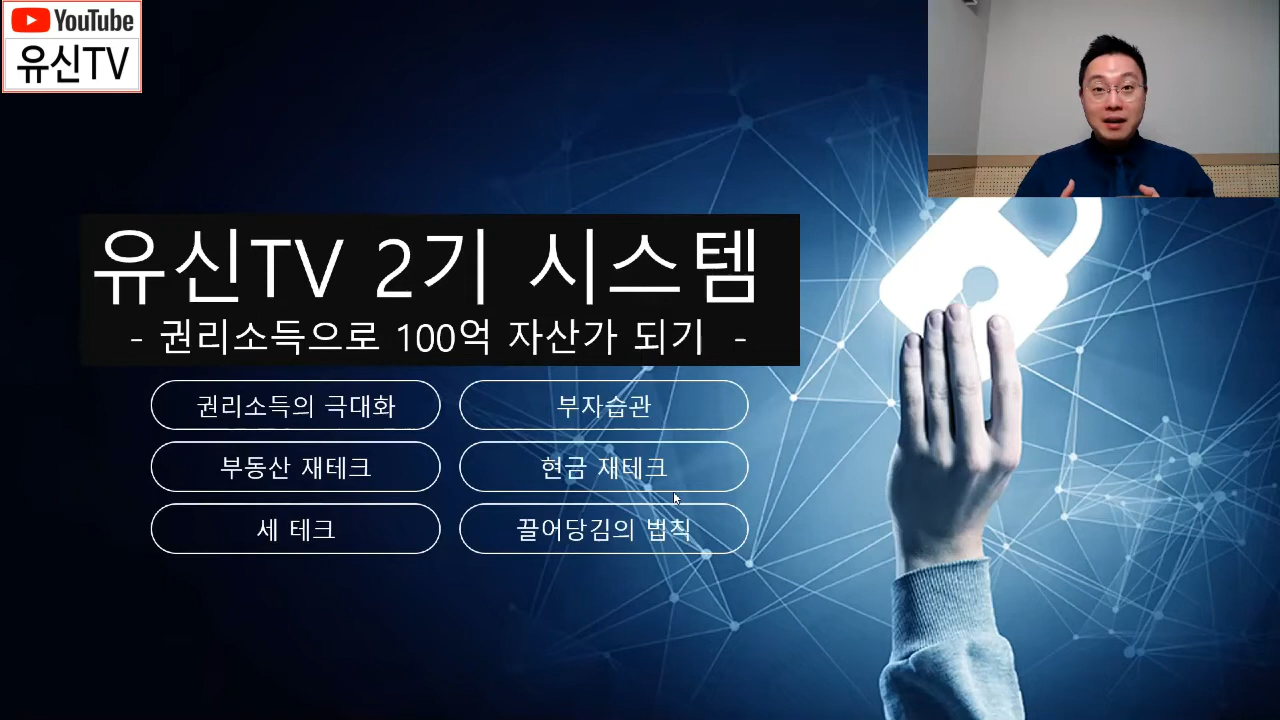 YouTube
유신TV
유신TV 2기 시스템
- 권리소득으로 100억 자산가 되기 -
권리소득의 극대화
부자습관
부동산 재테크
현금 재테크
세 테크
끌어당김의 법칙